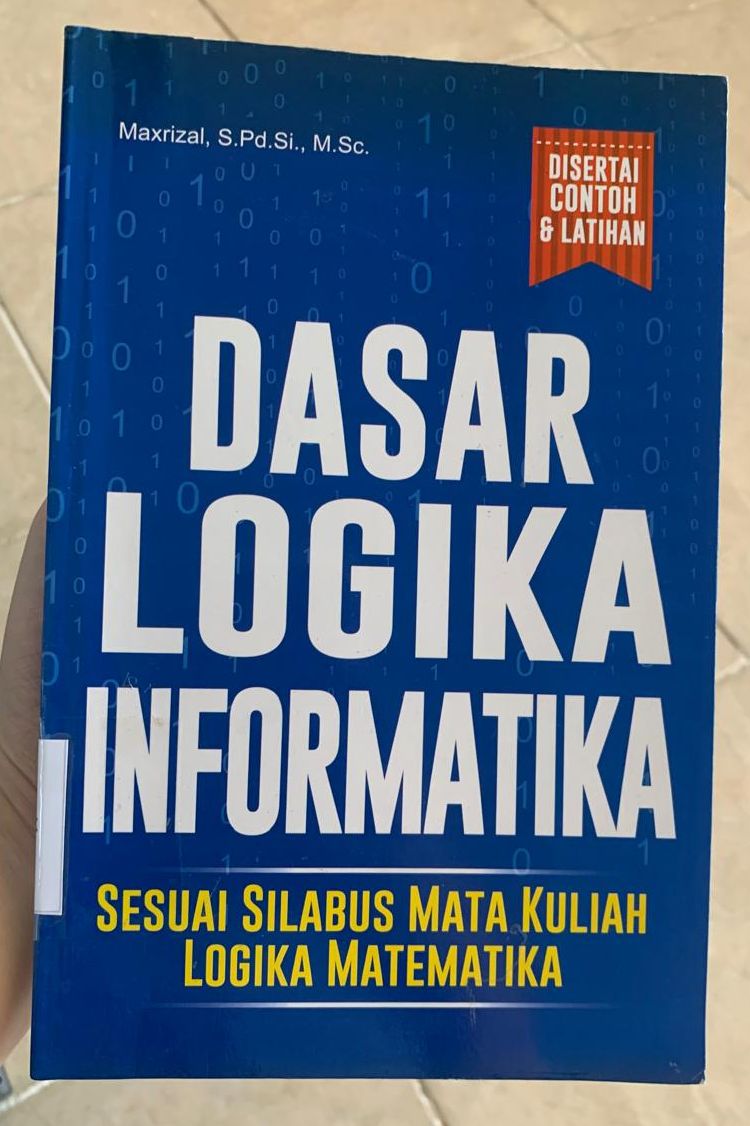 Maxrizal, S.Pd.Si., M.Sc.
DISERTAI
CONTOH
& LATIHAN
DASAR
LOGIKA
INFORMATIKA
SESUAI SILABUS MATA KULIAH
LOGIKA MATEMATIKA